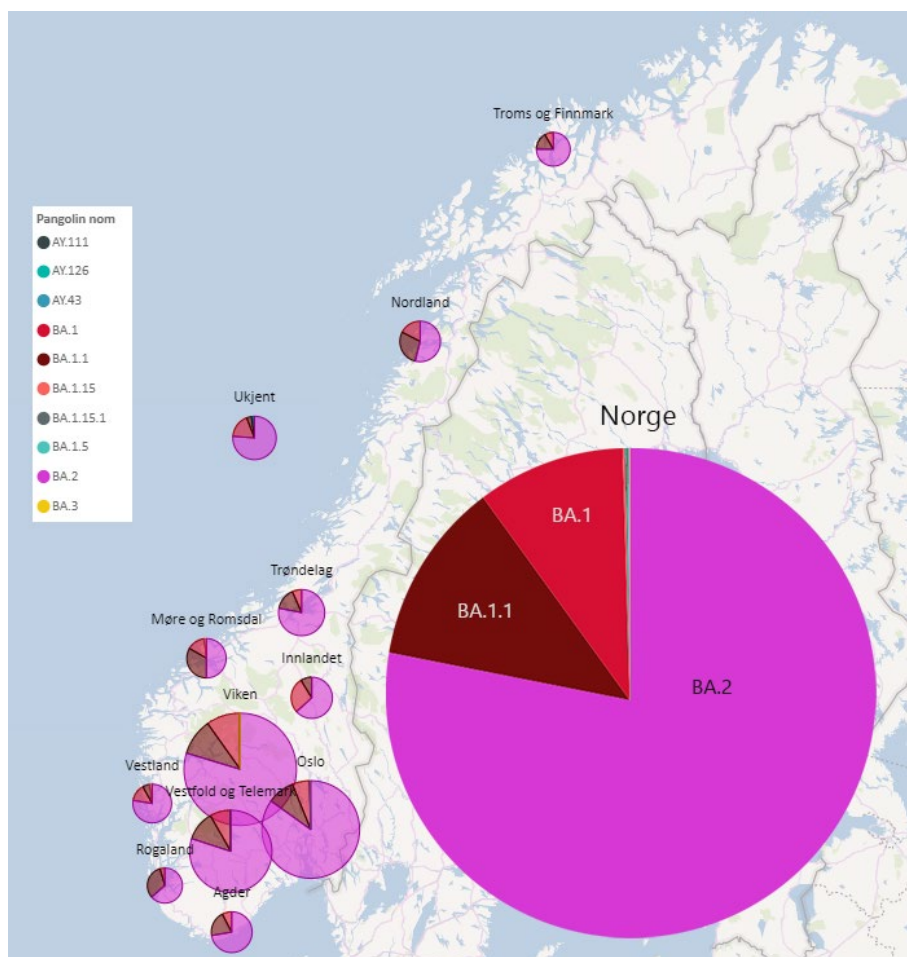 Troms og Finnmark
Pangolin nom
AY.111
AY.126
AY.43
BA.1
BA.1.1
BA.1.15
BA.1.15.1
BA.1.5
BA.2
BA.3
Nordland
Ukjent
Norge
BA.1
BA.1.1
BA.2
Trøndelag
Møre og Romsdal
Innlandet
Viken
Vestland
Oslo
Vestfold og Telemark
Rogaland
Agder